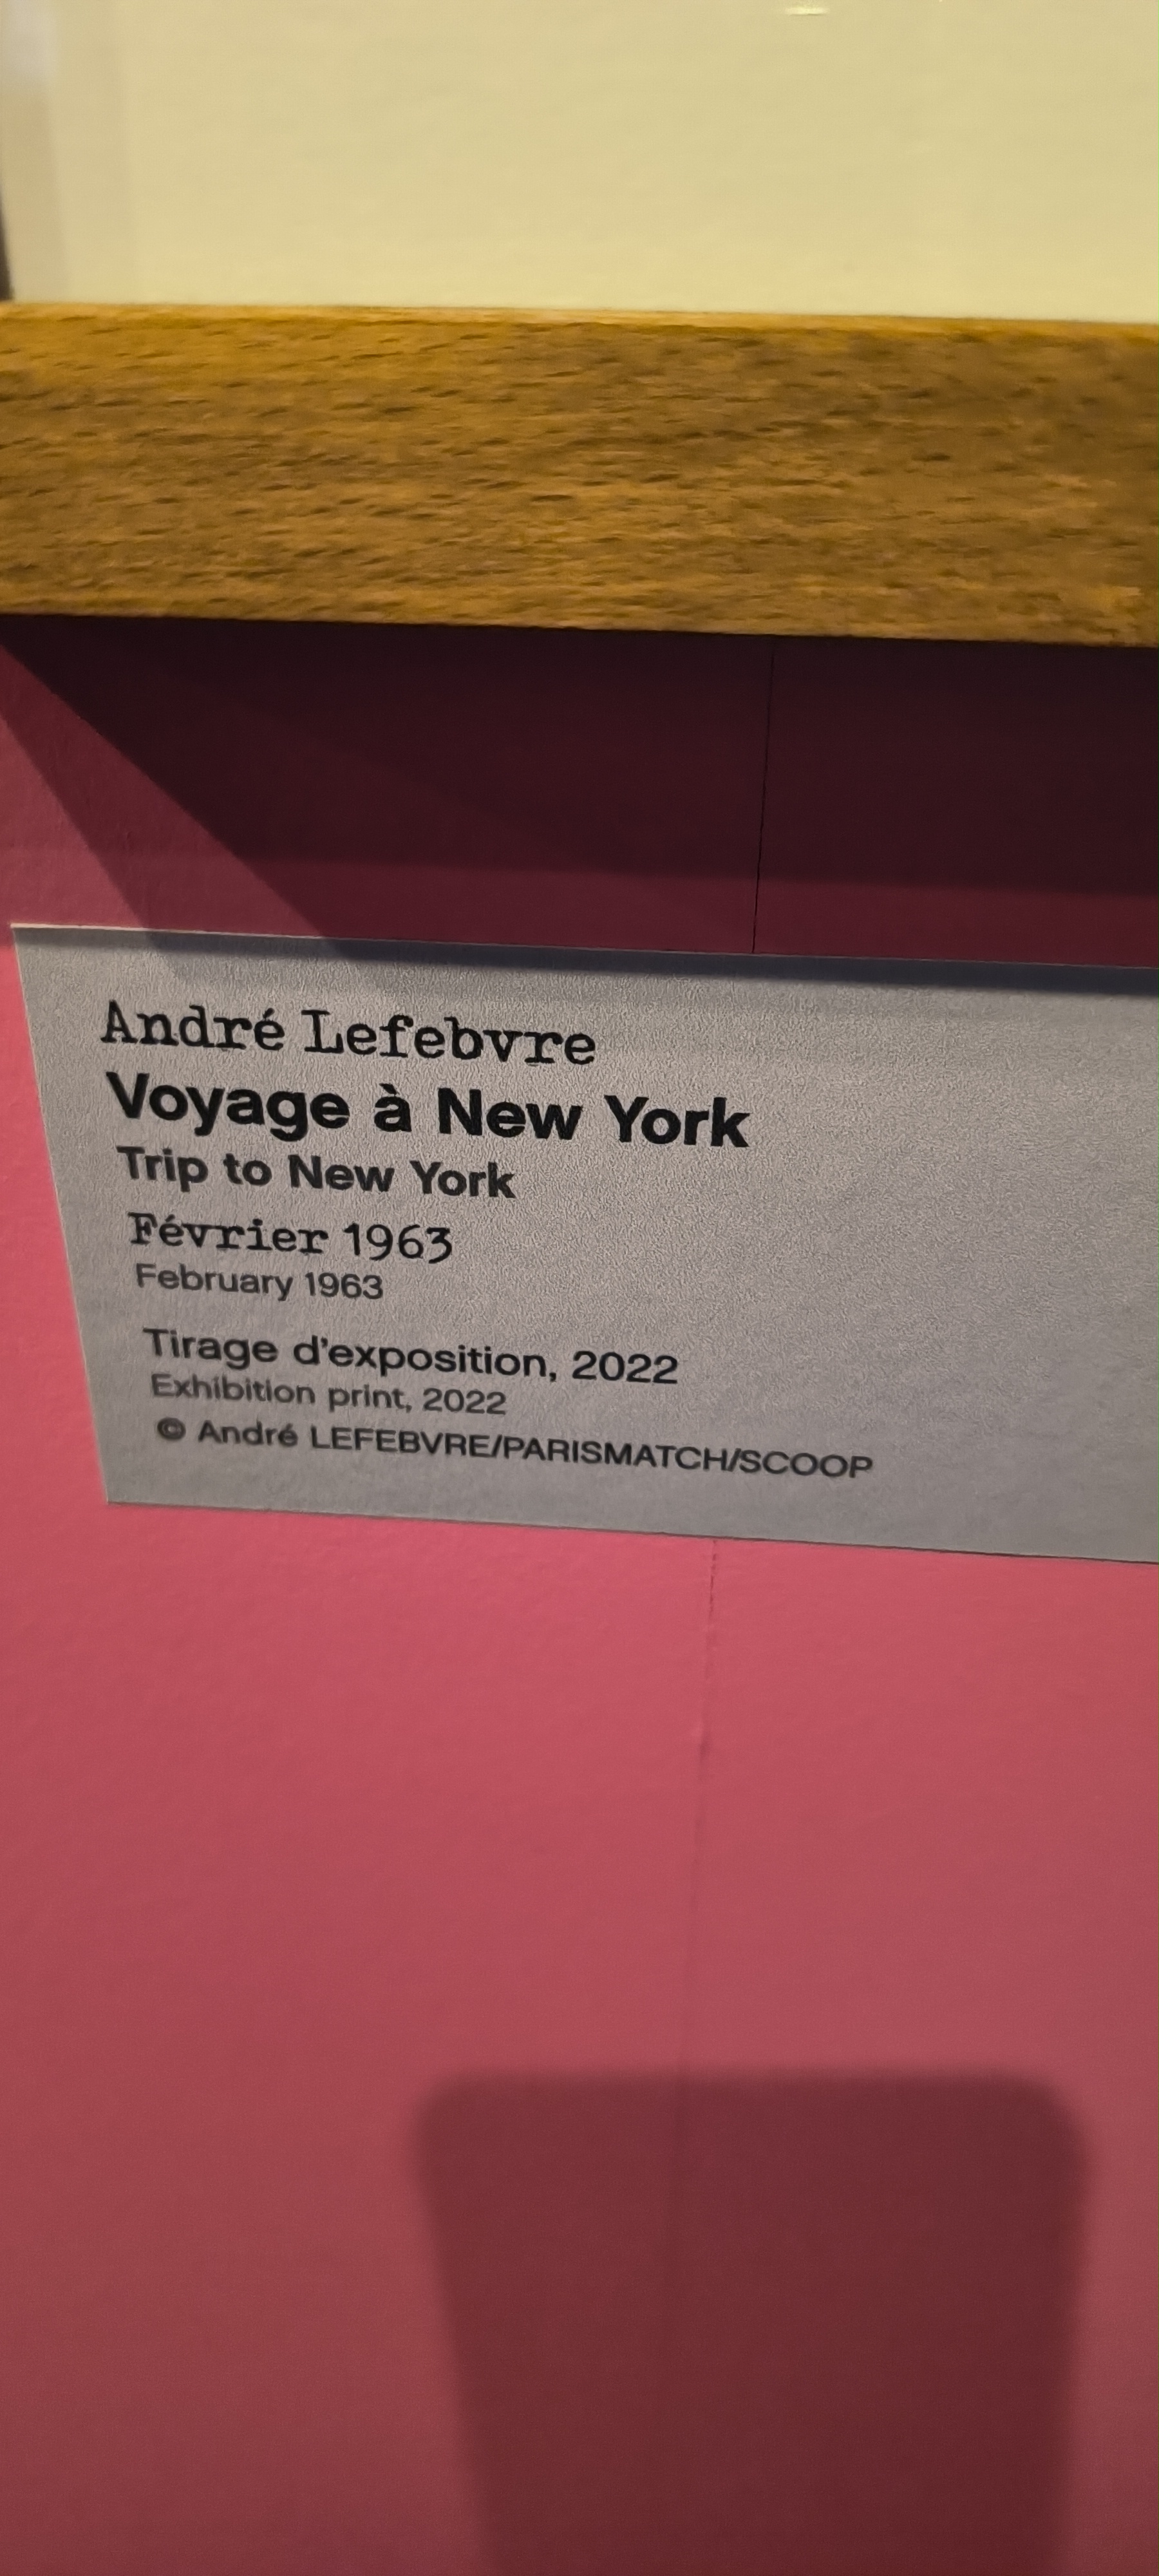 André Lefebvre
Voyage à New York
Trip to New York
Février 1963
February 1963
Tirage d’exposition, 2022
Exhibition print, 2022
© André LEFEBVRE/PARISMATCH/SCOOP